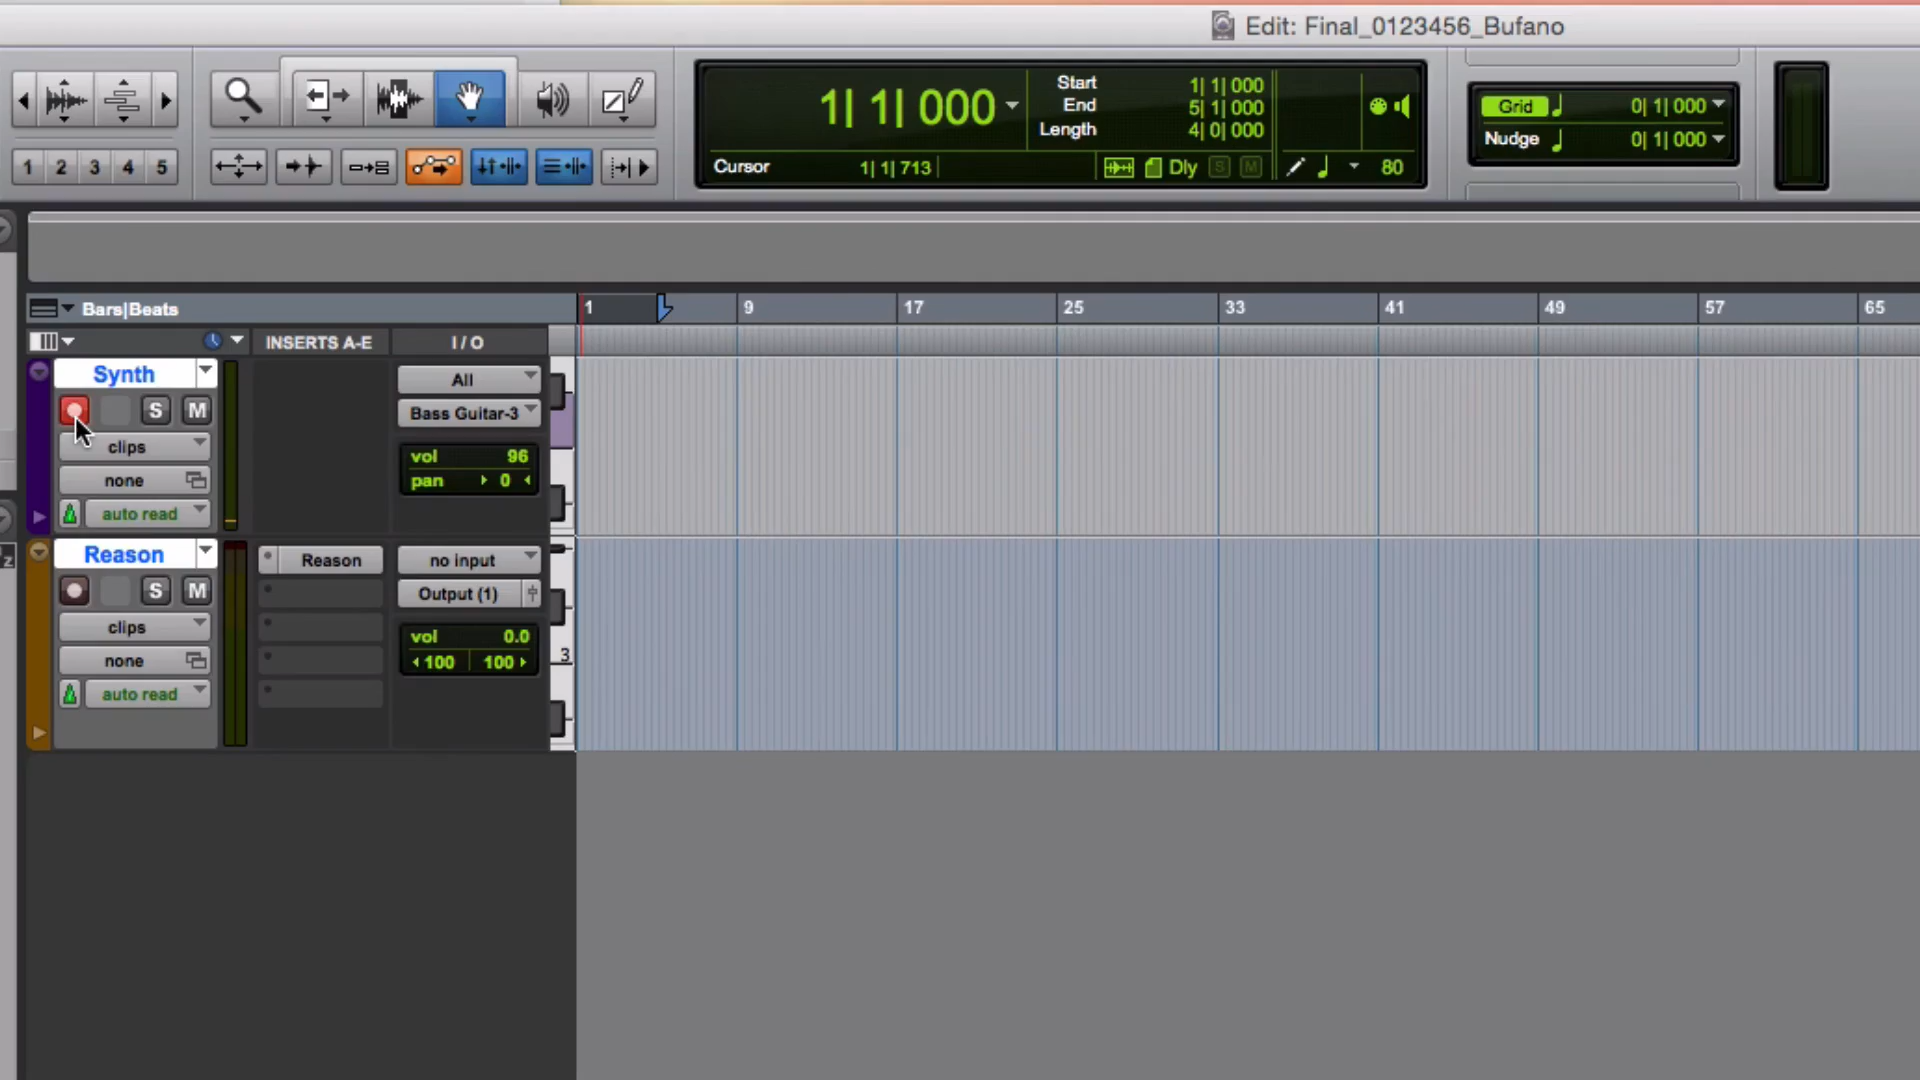 Edit: Final_0123456_Bufano
1| 1| 000
Start 1| 1| 000
End 5| 1| 000
Length 4| 0| 000
Grid 0| 1| 000
Nudge 0| 1| 000
1 2 3 4 5
Cursor 1| 1| 713
Dly S M
80
Bars|Beats
1 9 17 25 33 41 49 57 65
INSERTS A-E I / O
Synth
All
S M
Bass Guitar-3
clips
vol 96
none
pan 0
auto read
Reason
Reason
no input
S M
Output (1)
clips
vol 0.0
none
100 100
3
auto read
z